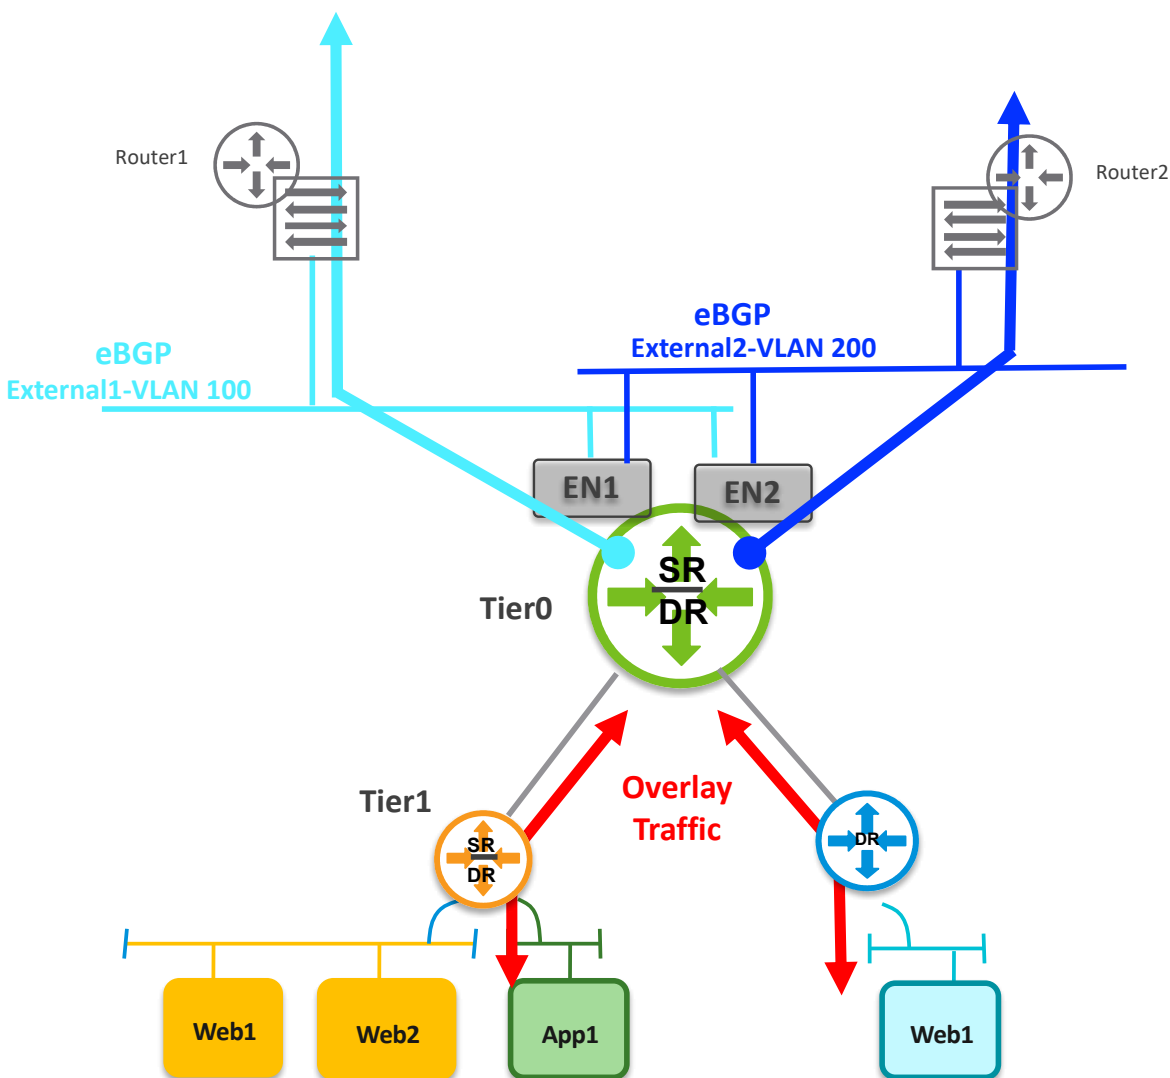 Router1
Router2
eBGP
External2-VLAN 200
eBGP
External1-VLAN 100
EN1
EN2
SR
DR
Tier0
Overlay
Traffic
Tier1
SR
DR
DR
Web1
Web2
App1
Web1